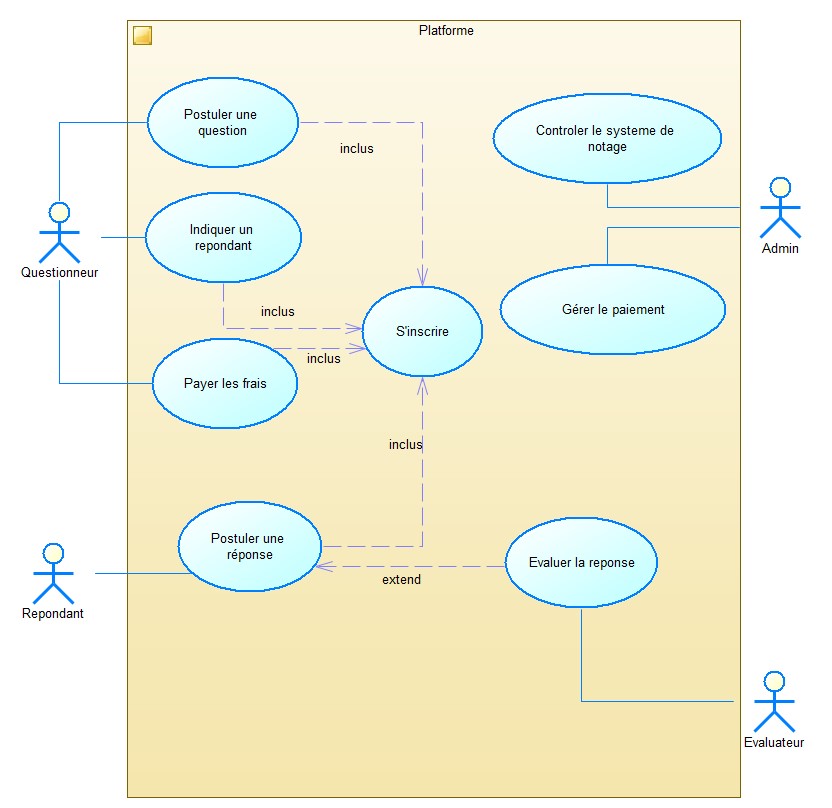 Platforme
Postuler une
question
inclus
Controler le systeme de
notage
Indiquer un
repondant
Questionneur
Admin
inclus
S'inscrire
Gérer le paiement
inclus
Payer les frais
inclus
Postuler une
réponse
Evaluer la reponse
extend
Repondant
Evaluateur